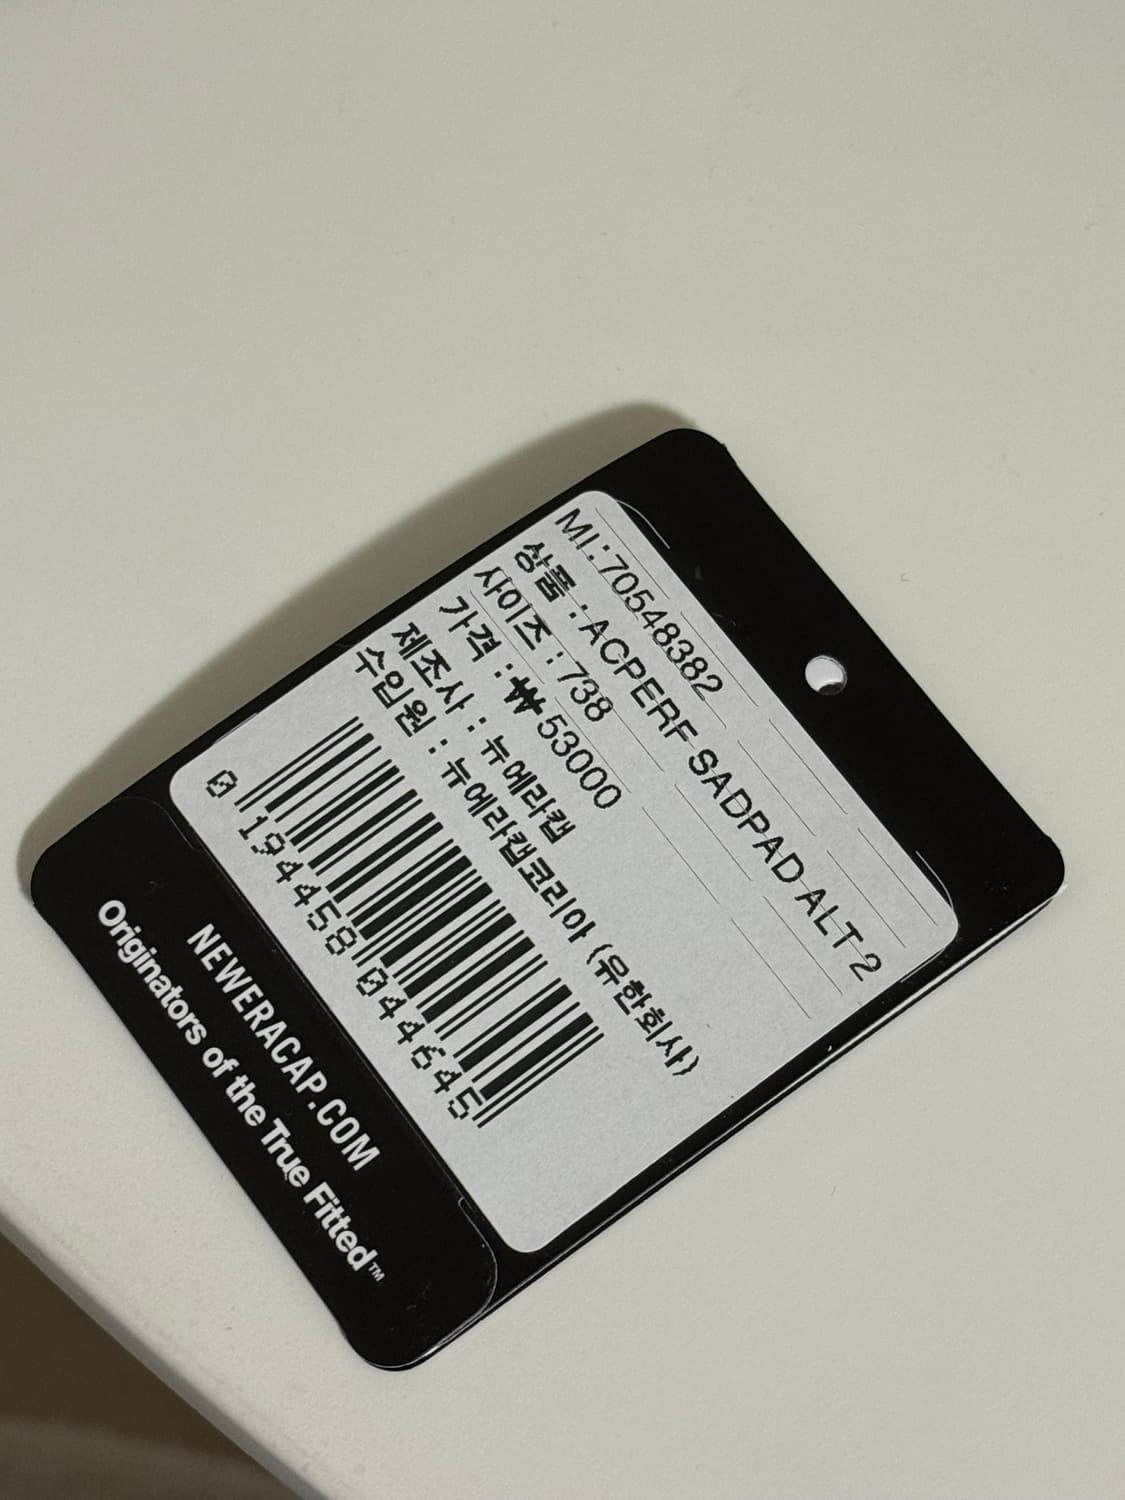 MI:70548382
상품 : ACPERF SADPAD ALT 2
사이즈 : 738
가격 : ₩ 53000
제조사 : 뉴에라캡
수입원 : 뉴에라캡코리아 (유한회사)
0 194458 044645
NEWERACAP.COM
Originators of the True Fitted™